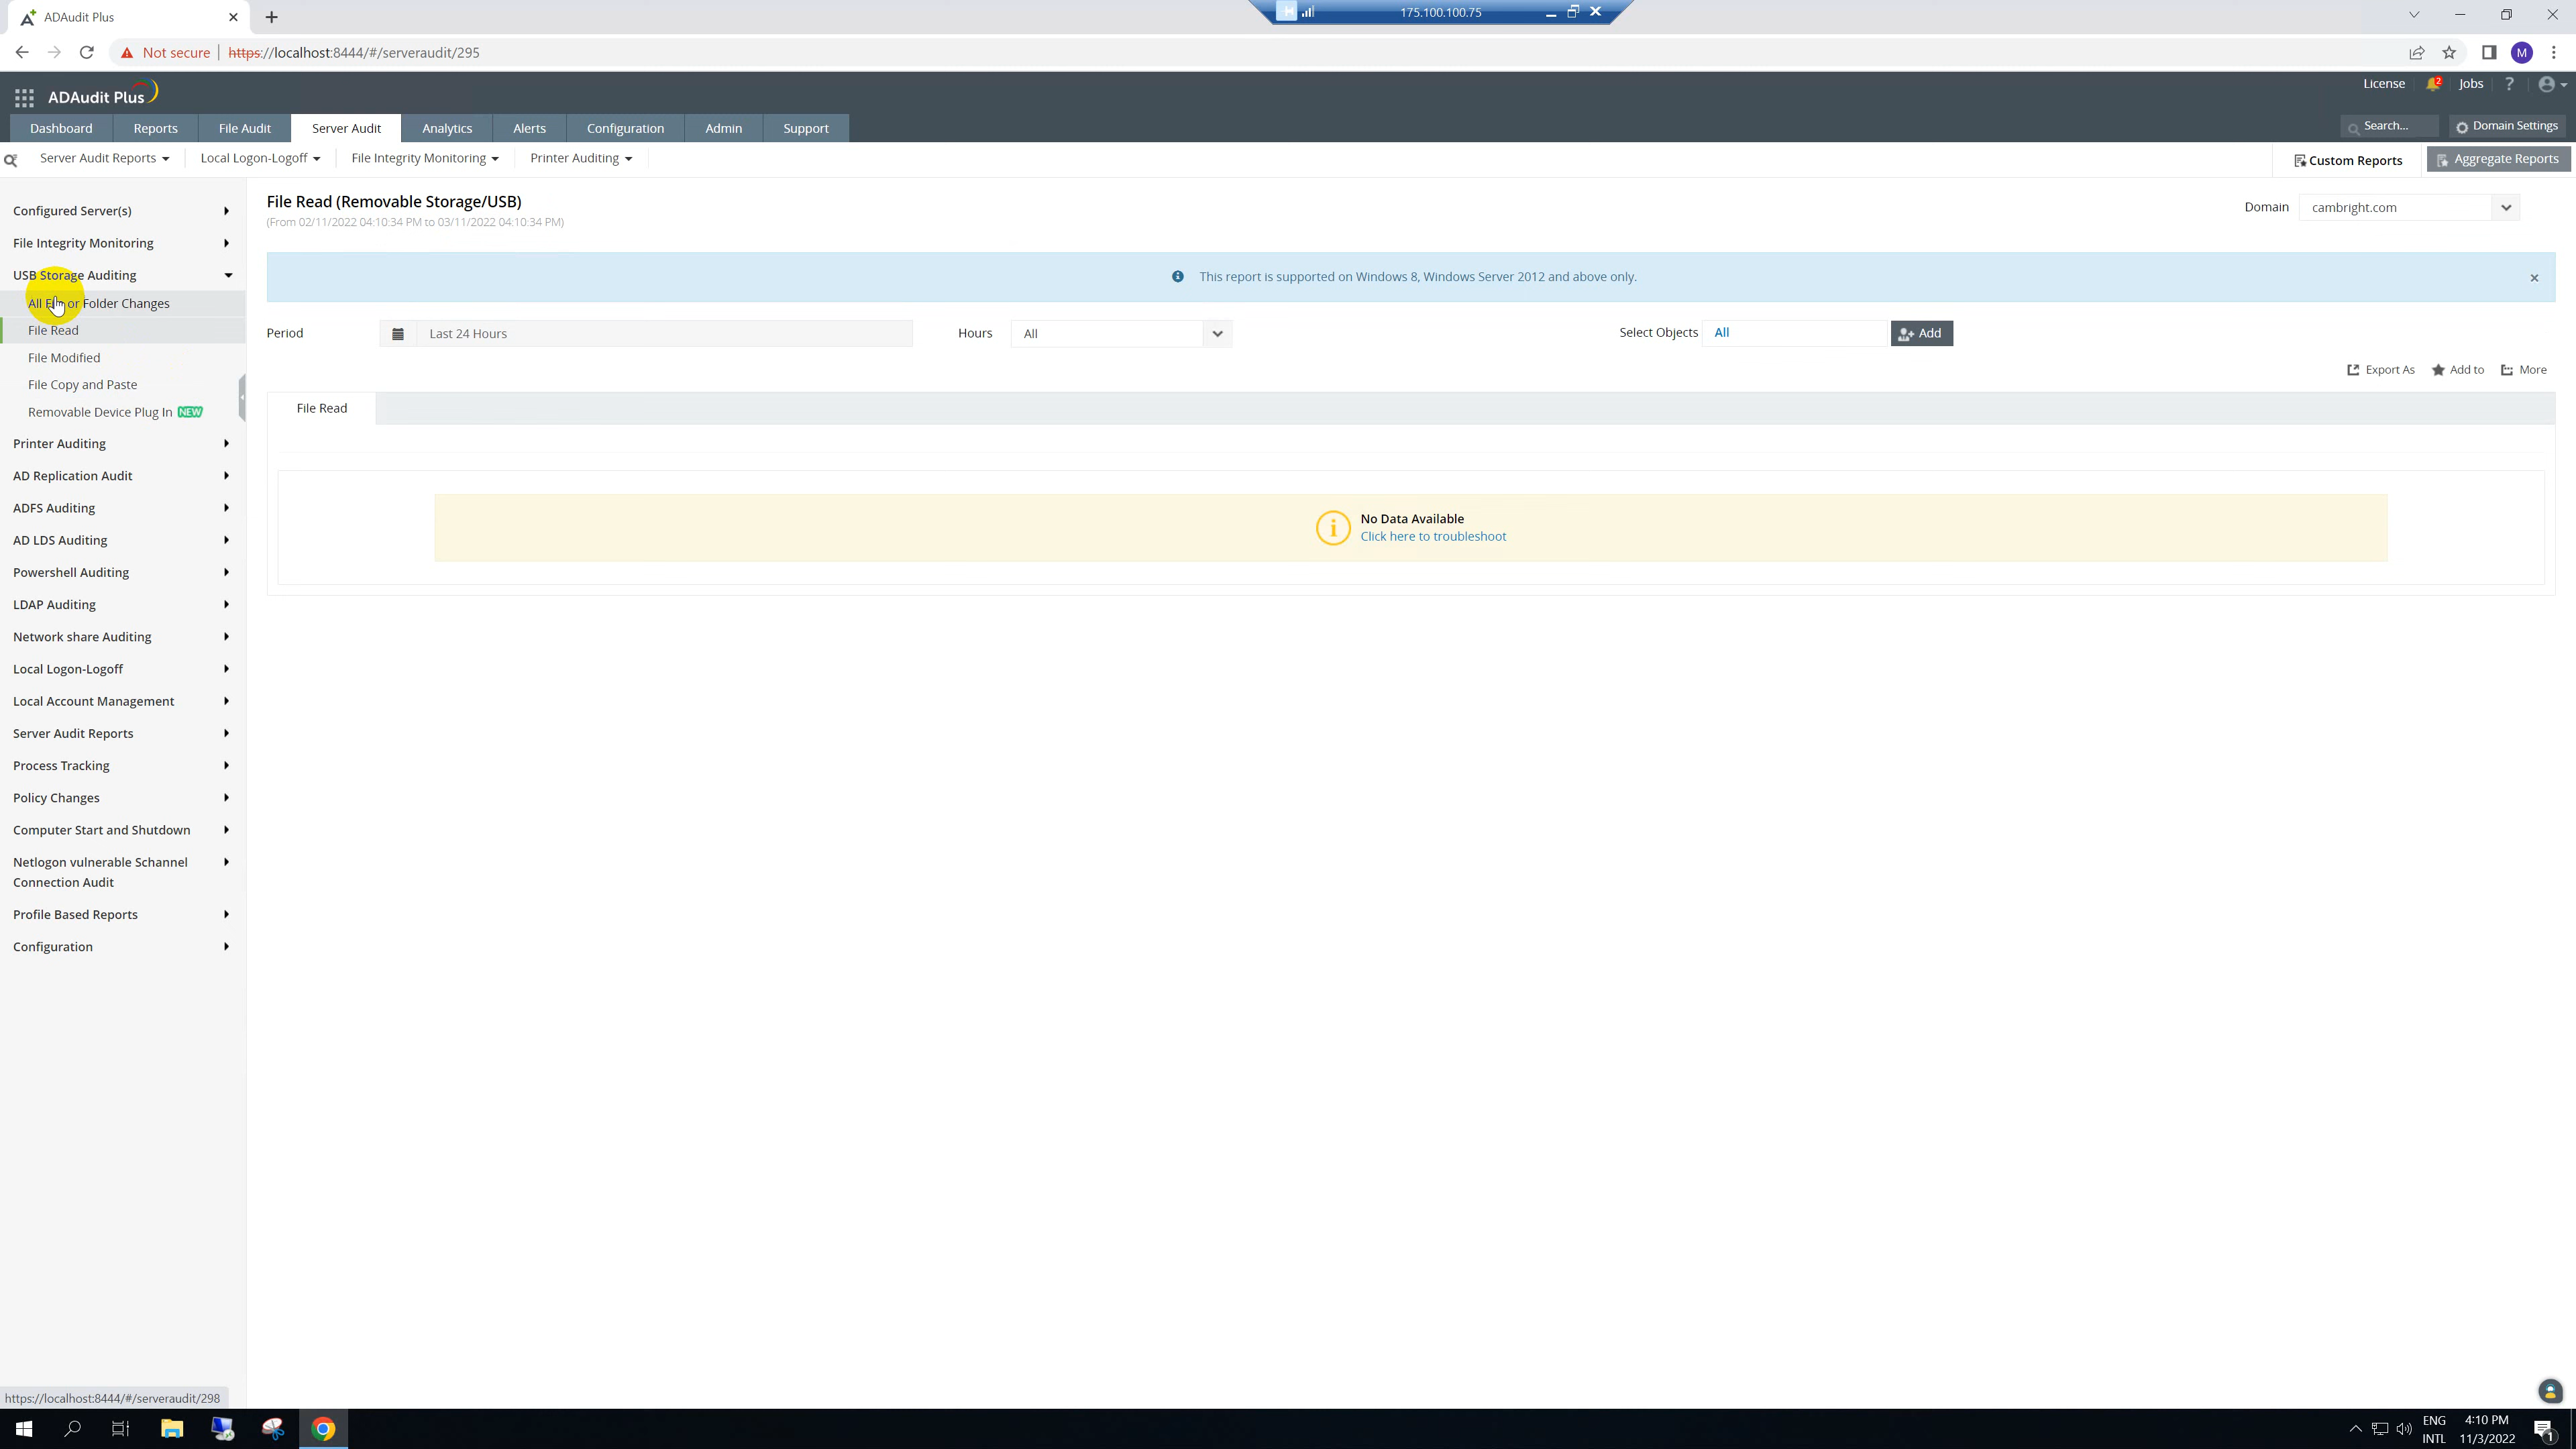 ADAudit Plus
175.100.100.75
Not secure
https://localhost:8444/#/serveraudit/295
M
ADAudit Plus
License
2
Jobs
?
Dashboard
Reports
File Audit
Server Audit
Analytics
Alerts
Configuration
Admin
Support
Search...
Domain Settings
Server Audit Reports
Local Logon-Logoff
File Integrity Monitoring
Printer Auditing
Custom Reports
Aggregate Reports
Configured Server(s)
File Integrity Monitoring
USB Storage Auditing
All or Folder Changes
File Read
File Modified
File Copy and Paste
Removable Device Plug In NEW
Printer Auditing
AD Replication Audit
ADFS Auditing
AD LDS Auditing
Powershell Auditing
LDAP Auditing
Network share Auditing
Local Logon-Logoff
Local Account Management
Server Audit Reports
Process Tracking
Policy Changes
Computer Start and Shutdown
Netlogon vulnerable Schannel
Connection Audit
Profile Based Reports
Configuration
File Read (Removable Storage/USB)
(From 02/11/2022 04:10:34 PM to 03/11/2022 04:10:34 PM)
Domain
cambright.com
This report is supported on Windows 8, Windows Server 2012 and above only.
Period
Last 24 Hours
Hours
All
Select Objects
All
Add
Export As
Add to
More
File Read
No Data Available
Click here to troubleshoot
https://localhost:8444/#/serveraudit/298
ENG
INTL
4:10 PM
11/3/2022
1